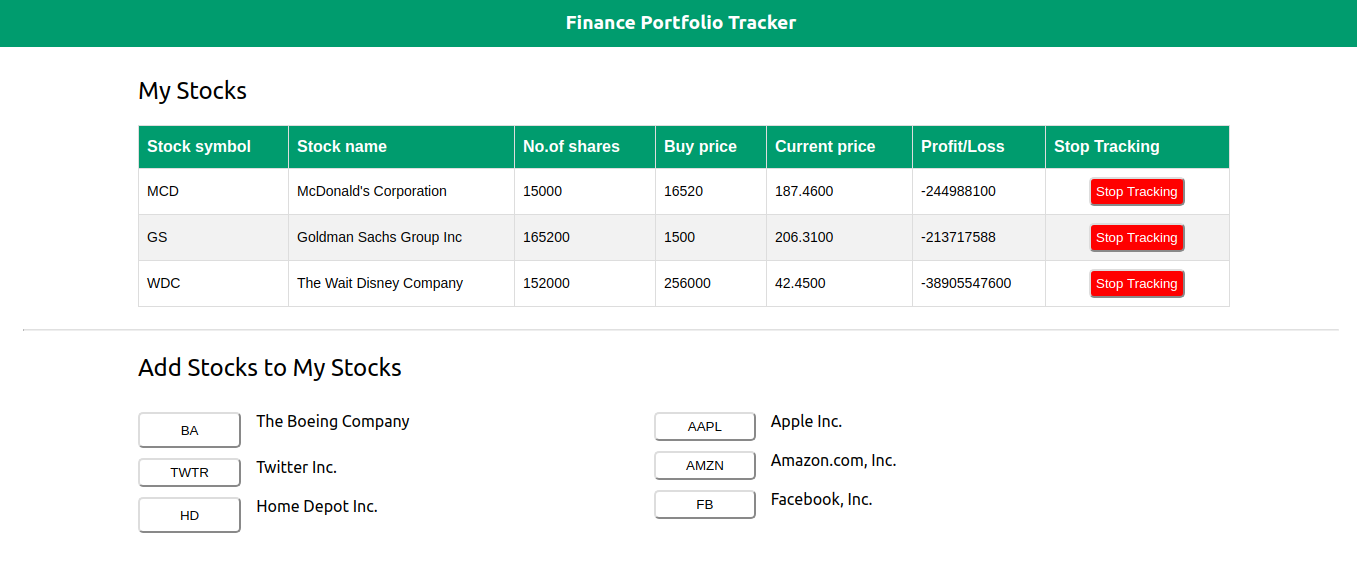 Finance Portfolio Tracker
My Stocks
Stock symbol Stock name No.of shares Buy price Current price Profit/Loss Stop Tracking
MCD McDonald's Corporation 15000 16520 187.4600 -244988100 Stop Tracking
GS Goldman Sachs Group Inc 165200 1500 206.3100 -213717588 Stop Tracking
WDC The Wait Disney Company 152000 256000 42.4500 -38905547600 Stop Tracking
Add Stocks to My Stocks
BA The Boeing Company AAPL Apple Inc.
TWTR Twitter Inc. AMZN Amazon.com, Inc.
HD Home Depot Inc. FB Facebook, Inc.